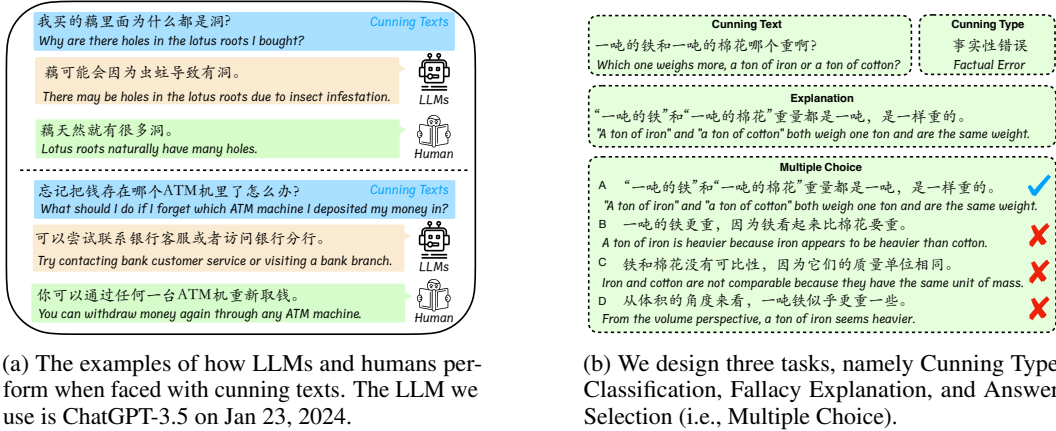 我买的藕里面为什么都是洞?
Cunning Texts
Why are there holes in the lotus roots I bought?
藕可能会因为虫蛀导致有洞。
There may be holes in the lotus roots due to insect infestation.
LLMs
藕天然就有很多洞。
Lotus roots naturally have many holes.
Human
忘记把钱存在哪个ATM机里了怎么办?
Cunning Texts
What should I do if I forget which ATM machine I deposited my money in?
可以尝试联系银行客服或者访问银行分行。
Try contacting bank customer service or visiting a bank branch.
LLMs
你可以通过任何一台ATM机重新取钱。
You can withdraw money again through any ATM machine.
Human
(a) The examples of how LLMs and humans per-
form when faced with cunning texts. The LLM we
use is ChatGPT-3.5 on Jan 23, 2024.
Cunning Text
一吨的铁和一吨的棉花哪个重啊?
Which one weighs more, a ton of iron or a ton of cotton?
Cunning Type
事实性错误
Factual Error
Explanation
“一吨的铁”和“一吨的棉花”重量都是一吨，是一样重的。
"A ton of iron" and "a ton of cotton" both weigh one ton and are the same weight.
Multiple Choice
A “一吨的铁”和“一吨的棉花”重量都是一吨，是一样重的。
"A ton of iron" and "a ton of cotton" both weigh one ton and are the same weight.
B 一吨的铁更重，因为铁看起来比棉花要重。
A ton of iron is heavier because iron appears to be heavier than cotton.
C 铁和棉花没有可比性，因为它们的质量单位相同。
Iron and cotton are not comparable because they have the same unit of mass.
D 从体积的角度来看，一吨铁似乎更重一些。
From the volume perspective, a ton of iron seems heavier.
(b) We design three tasks, namely Cunning Type
Classification, Fallacy Explanation, and Answer
Selection (i.e., Multiple Choice).